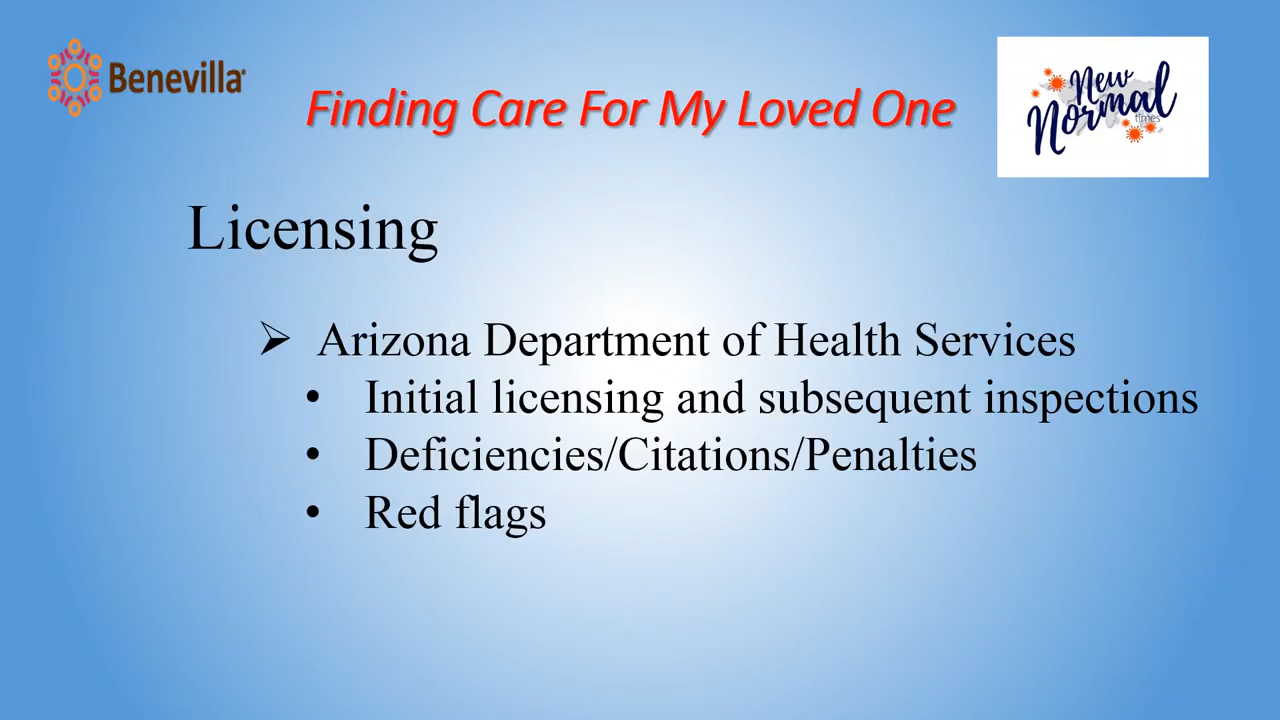 Benevilla
Finding Care For My Loved One
New
Normal
times
Licensing
➢ Arizona Department of Health Services
• Initial licensing and subsequent inspections
• Deficiencies/Citations/Penalties
• Red flags